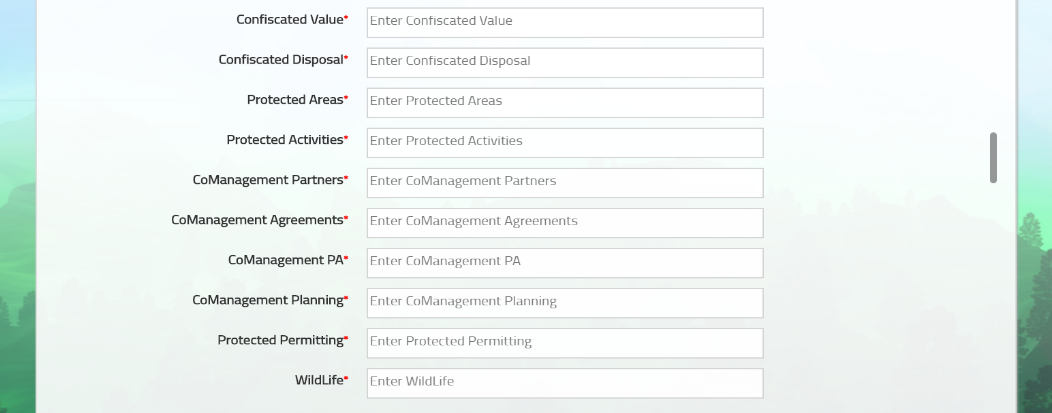 Confiscated Value* Enter Confiscated Value
Confiscated Disposal* Enter Confiscated Disposal
Protected Areas* Enter Protected Areas
Protected Activities* Enter Protected Activities
CoManagement Partners* Enter CoManagement Partners
CoManagement Agreements* Enter CoManagement Agreements
CoManagement PA* Enter CoManagement PA
CoManagement Planning* Enter CoManagement Planning
Protected Permitting* Enter Protected Permitting
WildLife* Enter WildLife